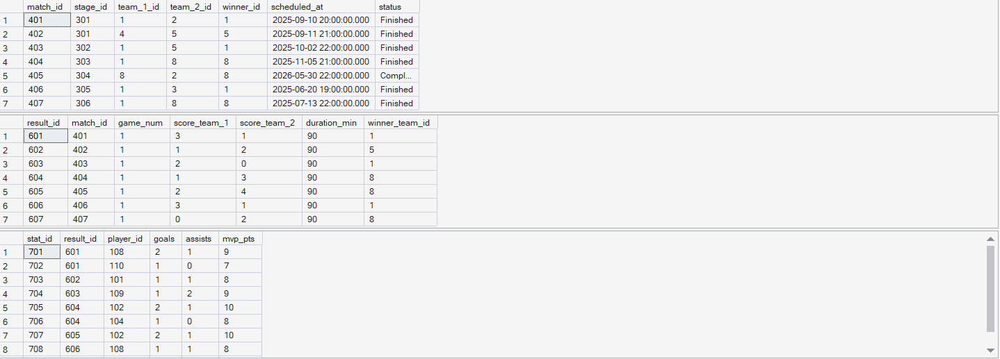 match_id stage_id team_1_id team_2_id winner_id scheduled_at status
1 401 301 1 2 1 2025-09-10 20:00:00.000 Finished
2 402 301 4 5 5 2025-09-11 21:00:00.000 Finished
3 403 302 1 5 1 2025-10-02 22:00:00.000 Finished
4 404 303 1 8 8 2025-11-05 21:00:00.000 Finished
5 405 304 8 2 8 2026-05-30 22:00:00.000 Compl...
6 406 305 1 3 1 2025-06-20 19:00:00.000 Finished
7 407 306 1 8 8 2025-07-13 22:00:00.000 Finished
result_id match_id game_num score_team_1 score_team_2 duration_min winner_team_id
1 601 401 1 3 1 90 1
2 602 402 1 1 2 90 5
3 603 403 1 2 0 90 1
4 604 404 1 1 3 90 8
5 605 405 1 2 4 90 8
6 606 406 1 3 1 90 1
7 607 407 1 0 2 90 8
stat_id result_id player_id goals assists mvp_pts
1 701 601 108 2 1 9
2 702 601 110 1 0 7
3 703 602 101 1 1 8
4 704 603 109 1 2 9
5 705 604 102 2 1 10
6 706 604 104 1 0 8
7 707 605 102 2 1 10
8 708 606 108 1 1 8